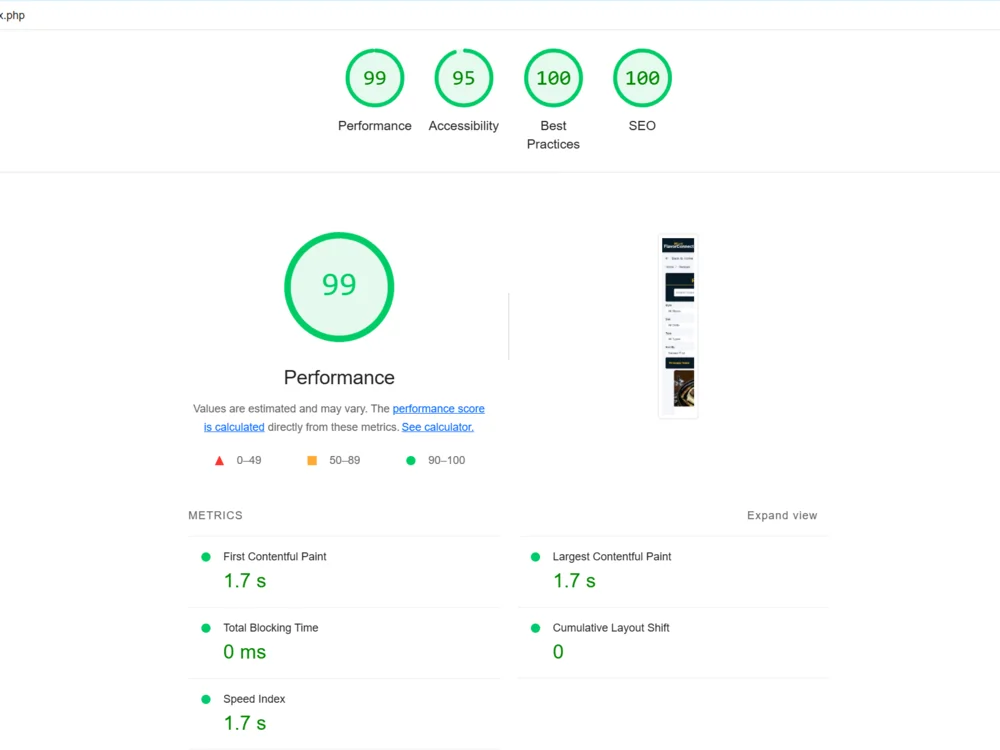 x.php
99
95
100
100
Performance
Accessibility
Best
Practices
SEO
99
Performance
Values are estimated and may vary. The performance score
is calculated directly from these metrics. See calculator.
0–49
50–89
90–100
METRICS
Expand view
First Contentful Paint
1.7 s
Largest Contentful Paint
1.7 s
Total Blocking Time
0 ms
Cumulative Layout Shift
0
Speed Index
1.7 s